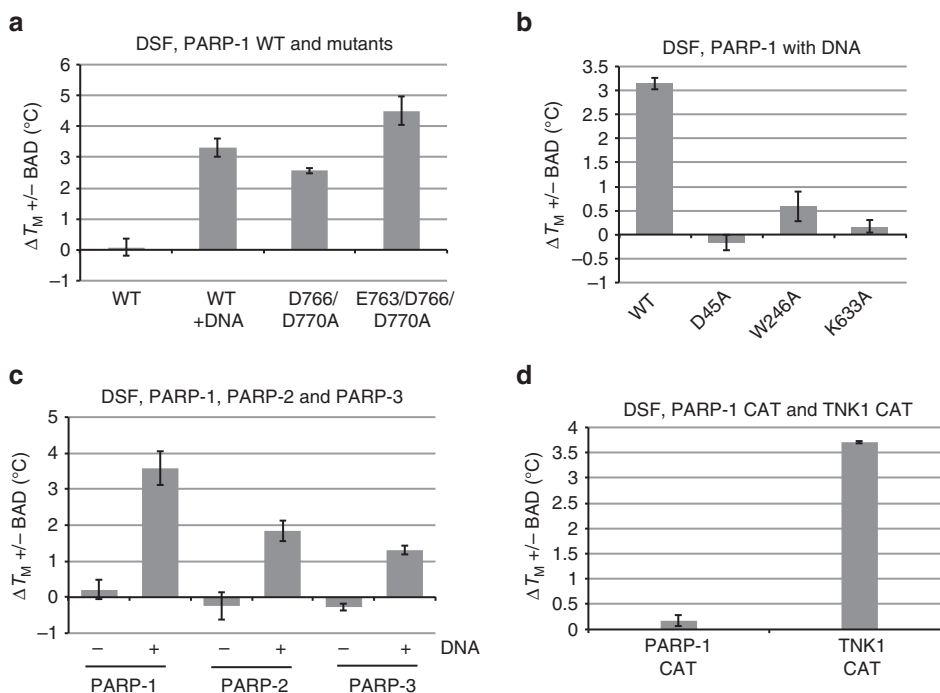 a
DSF, PARP-1 WT and mutants
6
5
4
3
2
1
0
–1
Δ TM +/– BAD (°C)
WT
WT
+DNA
D766/
D770A
E763/D766/
D770A
b
DSF, PARP-1 with DNA
3.5
3
2.5
2
1.5
1
0.5
0
–0.5
–1
Δ TM +/– BAD (°C)
WT
D45A
W246A
K633A
c
DSF, PARP-1, PARP-2 and PARP-3
5
4
3
2
1
0
–1
Δ TM +/– BAD (°C)
– + – + – + DNA
PARP-1 PARP-2 PARP-3
d
DSF, PARP-1 CAT and TNK1 CAT
4
3.5
3
2.5
2
1.5
1
0.5
0
Δ TM +/– BAD (°C)
PARP-1
CAT
TNK1
CAT